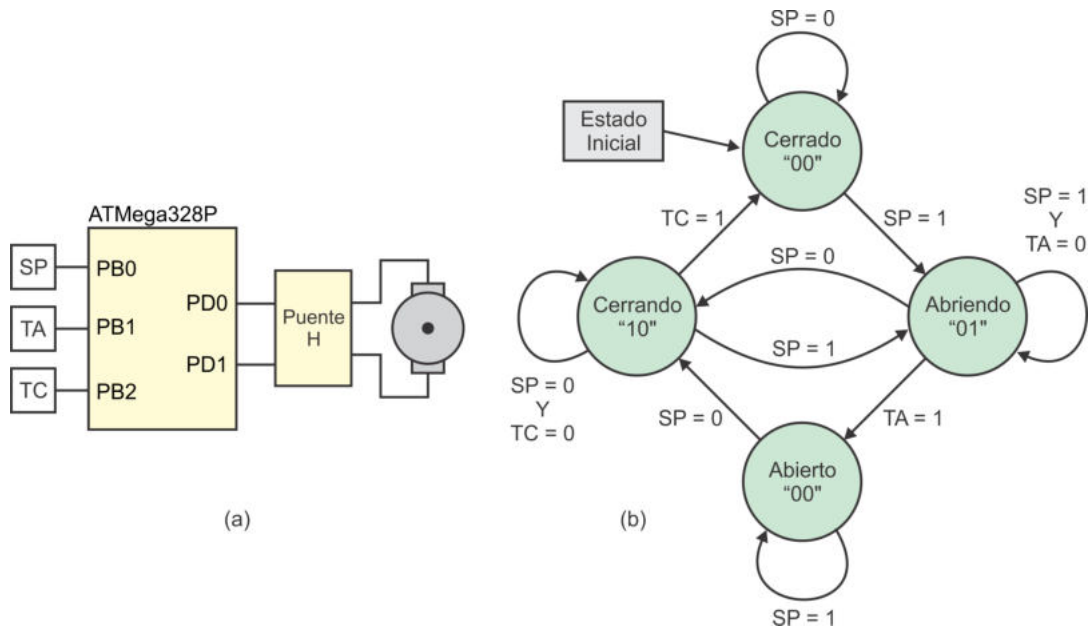 ATMega328P
SP
TA
TC
PB0
PB1
PB2
PD0
PD1
Puente
H
(a)
SP = 0
Estado
Inicial
Cerrado
“00"
TC = 1
SP = 1
SP = 1
Y
TA = 0
SP = 0
Cerrando
“10"
Abriendo
“01"
SP = 1
SP = 0
Y
TC = 0
SP = 0
TA = 1
Abierto
“00"
(b)
SP = 1